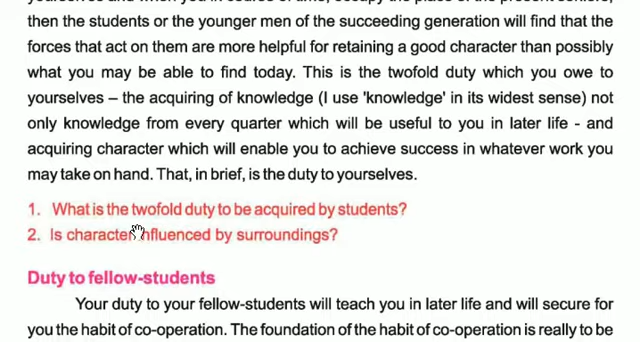 then the students or the younger men of the succeeding generation will find that the
forces that act on them are more helpful for retaining a good character than possibly
what you may be able to find today. This is the twofold duty which you owe to
yourselves – the acquiring of knowledge (I use 'knowledge' in its widest sense) not
only knowledge from every quarter which will be useful to you in later life - and
acquiring character which will enable you to achieve success in whatever work you
may take on hand. That, in brief, is the duty to yourselves.
1. What is the twofold duty to be acquired by students?
2. Is character influenced by surroundings?
Duty to fellow-students
Your duty to your fellow-students will teach you in later life and will secure for
you the habit of co-operation. The foundation of the habit of co-operation is really to be